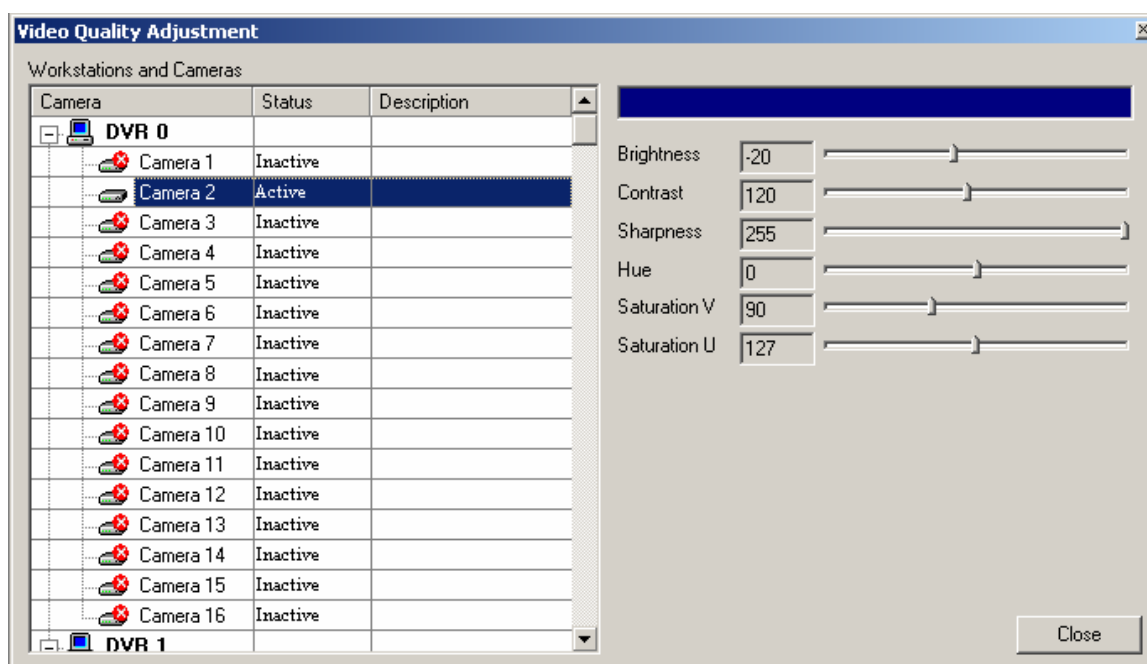 Video Quality Adjustment
Workstations and Cameras
Camera Status Description
DVR 0
Camera 1 Inactive
Camera 2 Active
Camera 3 Inactive
Camera 4 Inactive
Camera 5 Inactive
Camera 6 Inactive
Camera 7 Inactive
Camera 8 Inactive
Camera 9 Inactive
Camera 10 Inactive
Camera 11 Inactive
Camera 12 Inactive
Camera 13 Inactive
Camera 14 Inactive
Camera 15 Inactive
Camera 16 Inactive
DVR 1
Brightness -20
Contrast 120
Sharpness 255
Hue 0
Saturation V 90
Saturation U 127
Close